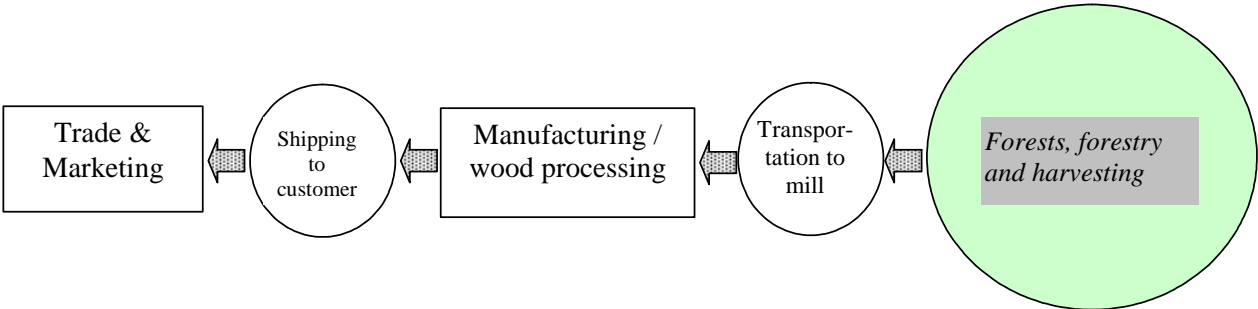 Trade &
Marketing
Shipping
to
customer
Manufacturing /
wood processing
Transpor-
tation to
mill
Forests, forestry
and harvesting